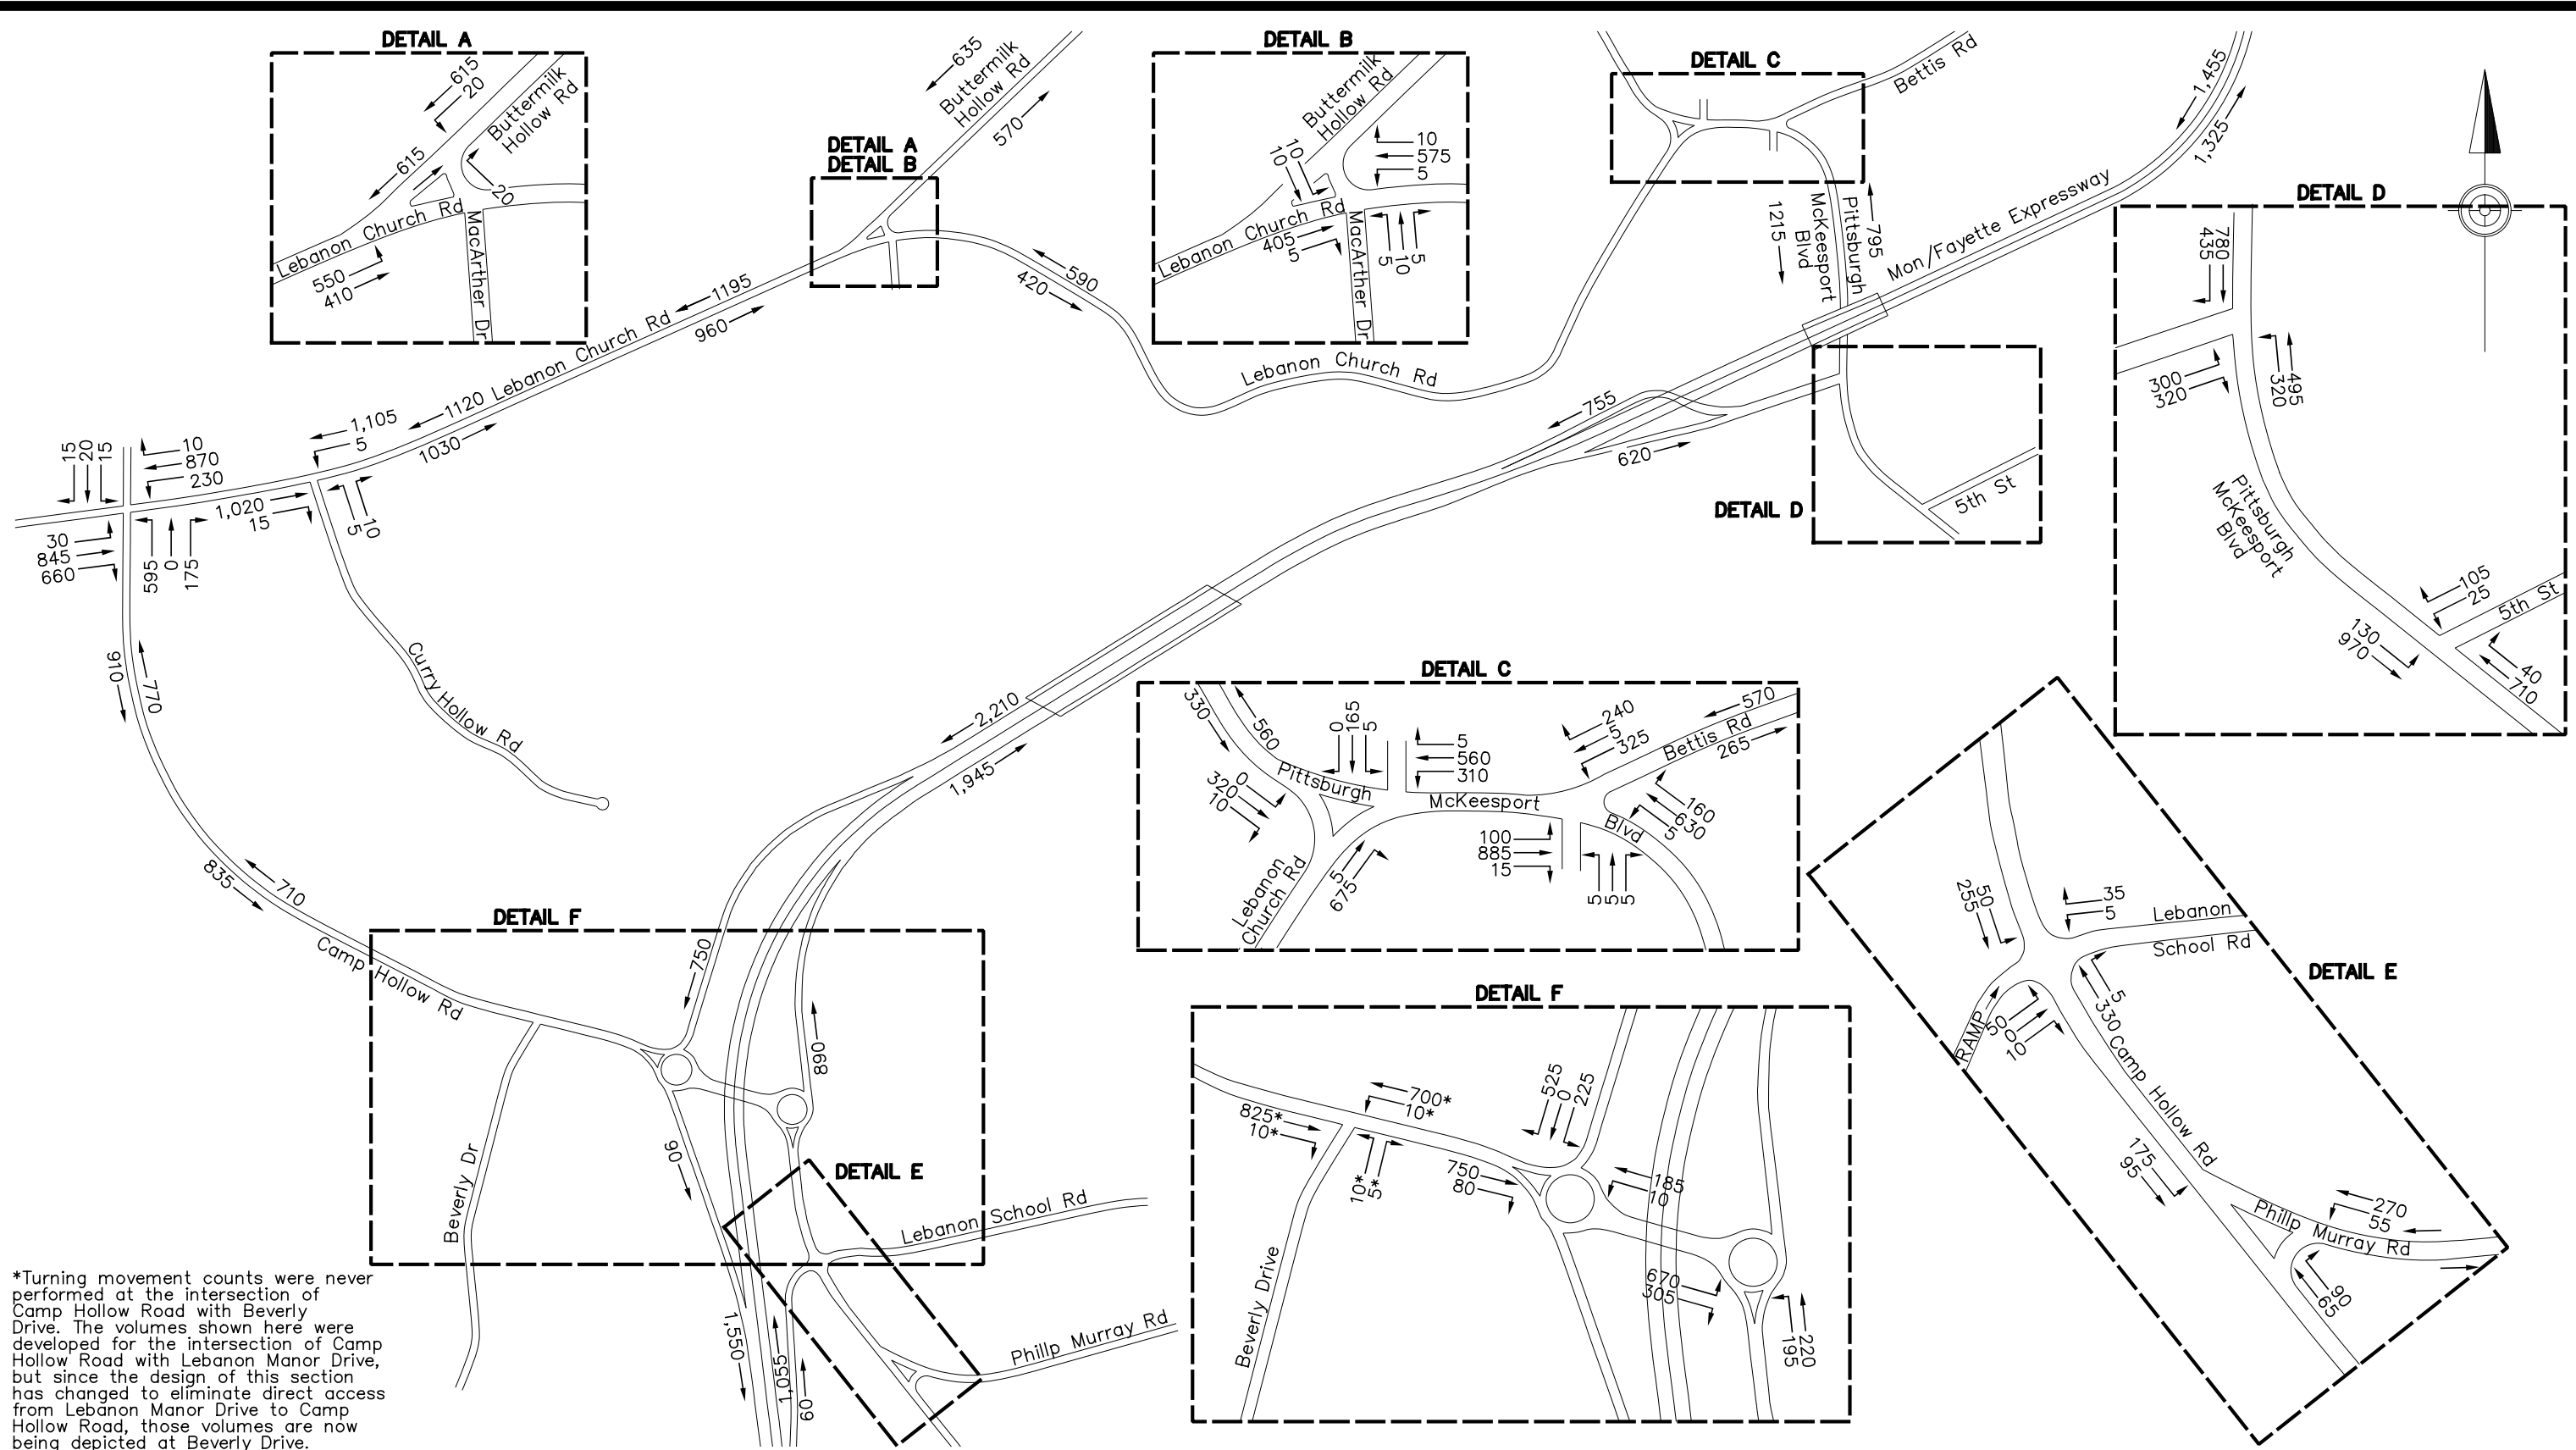 DETAIL A
615
20
Buttermilk
Hollow Rd
615
20
Lebanon Church Rd
MacArther Dr
550
410
635
Buttermilk
Hollow Rd
570
DETAIL A
DETAIL B
DETAIL B
Buttermilk
Hollow Rd
10
10
10
575
5
Lebanon Church Rd
405
5
MacArther Dr
5
10
5
DETAIL C
Bettis Rd
1,455
1,325
1215
McKeesport
Blvd
Pittsburgh
795
Mon/Fayette Expressway
DETAIL D
780
435
300
320
495
320
Pittsburgh
McKeesport
Blvd
105
25
5th St
130
970
40
710
590
420
1195
960
Lebanon Church Rd
Lebanon Church Rd
1120
1030
1,105
5
15
20
15
10
870
230
1,020
15
5
10
30
845
660
595
0
175
755
620
DETAIL D
5th St
910
770
Curry Hollow Rd
2,210
1,945
DETAIL C
330
560
0
165
5
5
560
310
240
5
325
570
Bettis Rd
265
Pittsburgh
McKeesport
Blvd
0
320
10
160
630
5
100
885
15
5
5
5
Lebanon
Church Rd
5
675
835
710
DETAIL F
Camp Hollow Rd
750
890
90
Beverly Dr
DETAIL E
Lebanon School Rd
Phillp Murray Rd
1,550
1,055
60
DETAIL F
525
0
225
700*
10*
825*
10*
10*
5*
750
80
185
10
670
305
220
195
Beverly Drive
255
50
35
5
Lebanon
School Rd
DETAIL E
RAMP
50
0
10
5
330
Camp Hollow Rd
175
95
270
55
Phillp
Murray Rd
90
65
*Turning movement counts were never
performed at the intersection of
Camp Hollow Road with Beverly
Drive. The volumes shown here were
developed for the intersection of Camp
Hollow Road with Lebanon Manor Drive,
but since the design of this section
has changed to eliminate direct access
from Lebanon Manor Drive to Camp
Hollow Road, those volumes are now
being depicted at Beverly Drive.